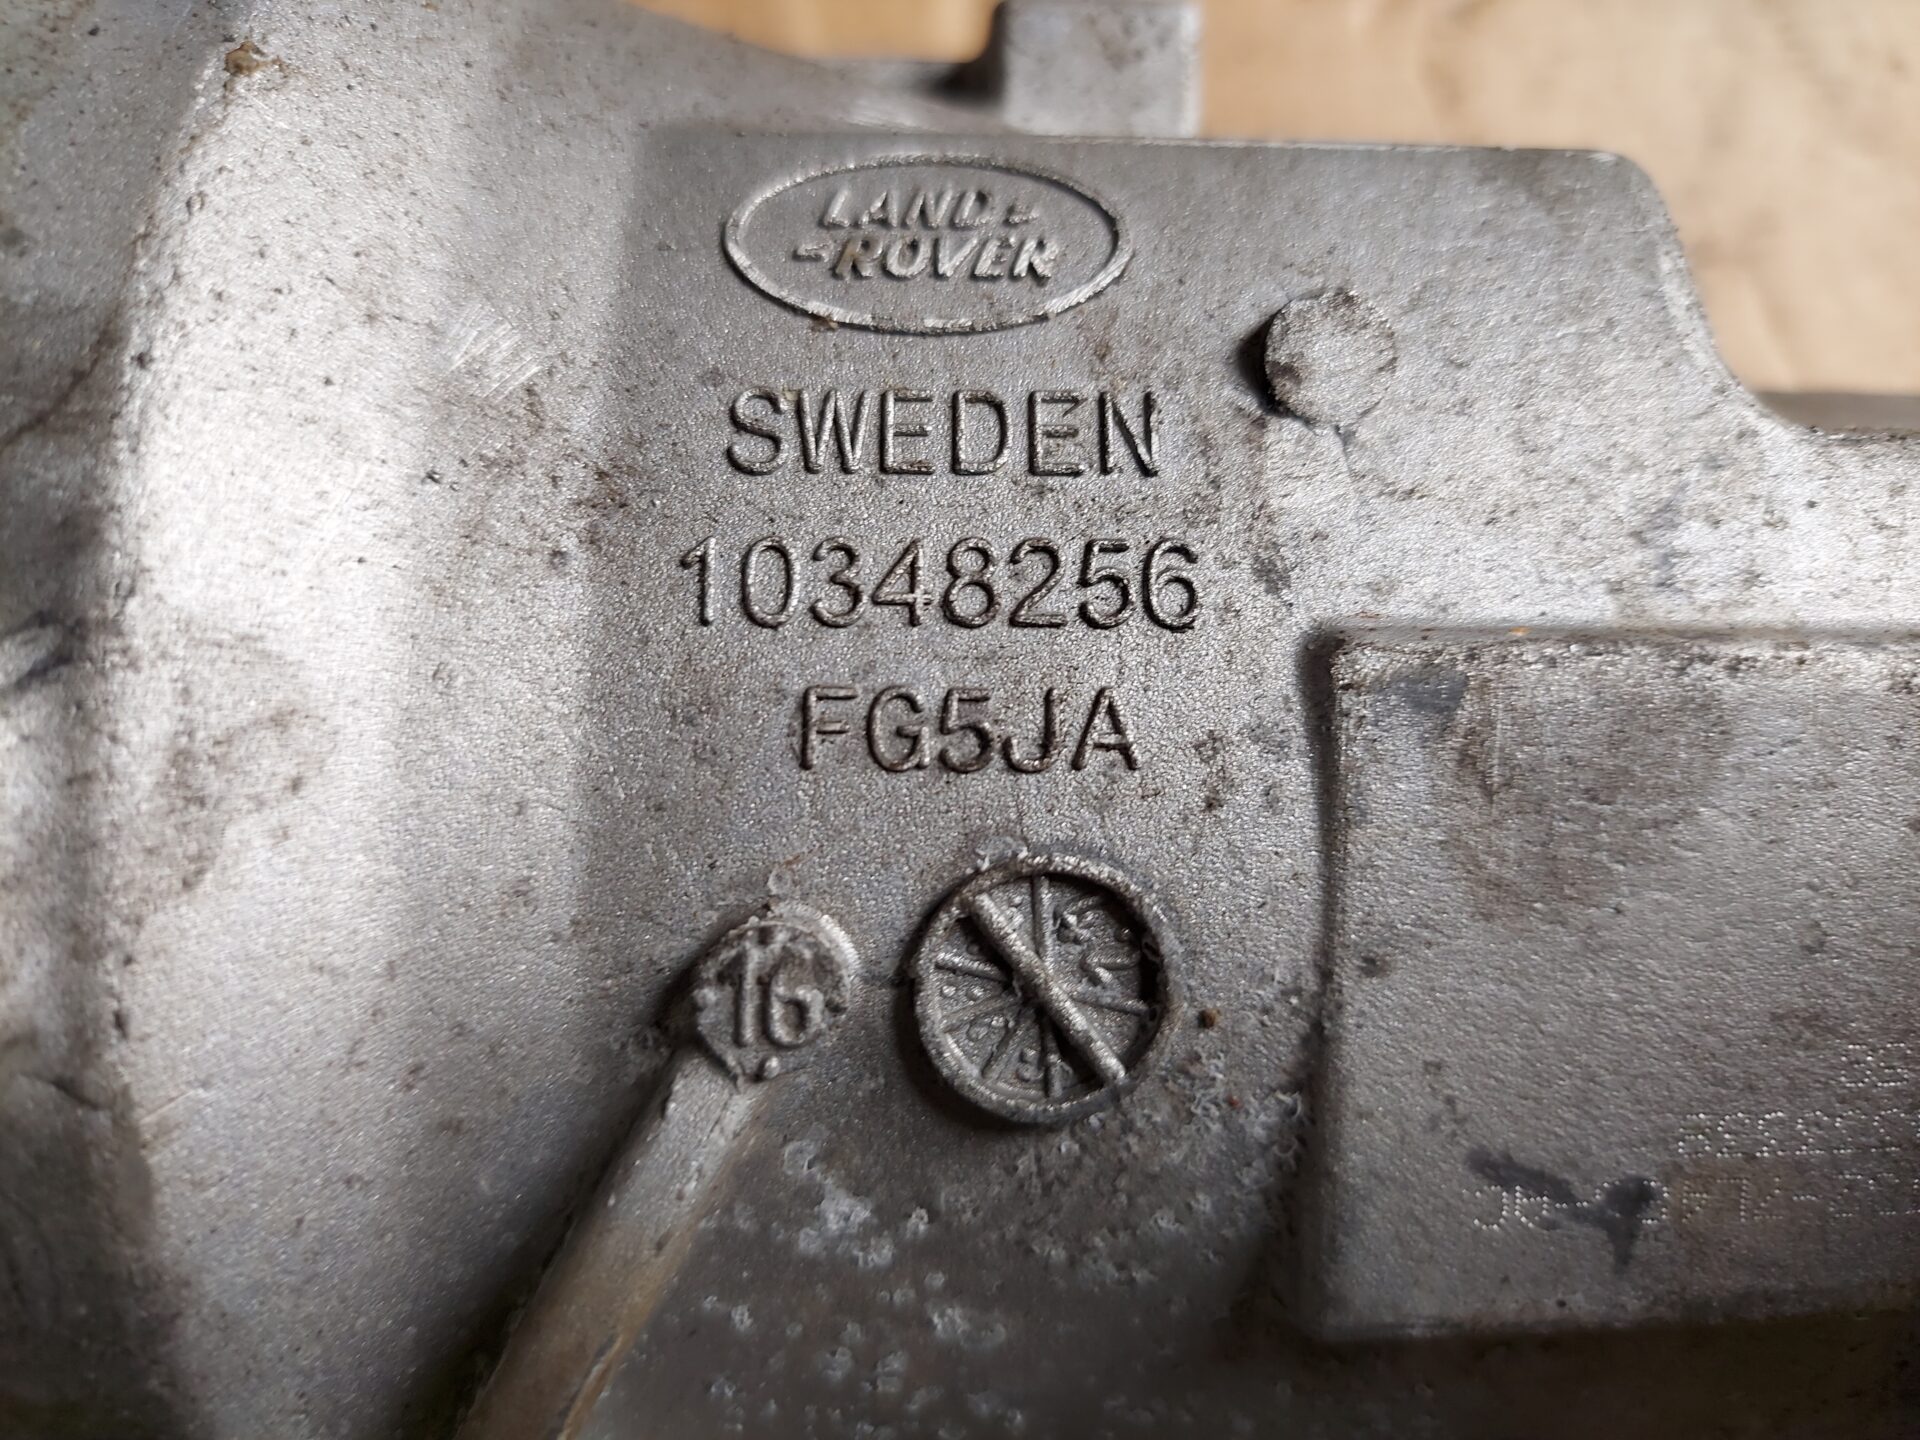 LAND
ROVER
SWEDEN
10348256
FG5JA
16